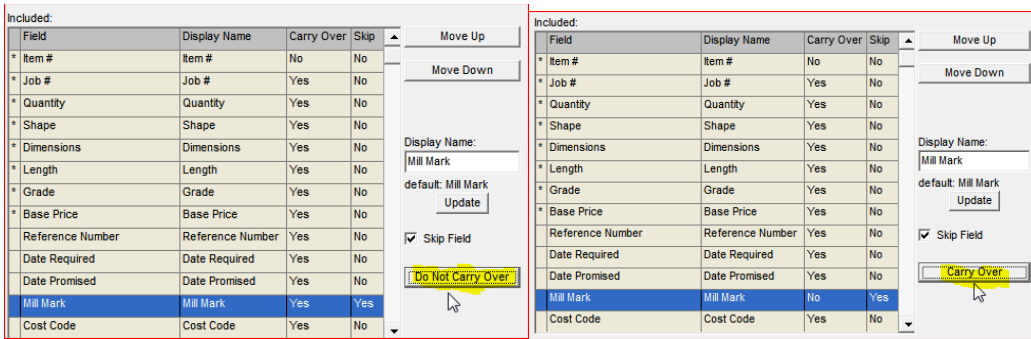 Included:
Field Display Name Carry Over Skip
* Item # Item # No No
* Job # Job # Yes No
* Quantity Quantity Yes No
* Shape Shape Yes No
* Dimensions Dimensions Yes No
* Length Length Yes No
* Grade Grade Yes No
* Base Price Base Price Yes No
Reference Number Reference Number Yes No
Date Required Date Required Yes No
Date Promised Date Promised Yes No
Mill Mark Mill Mark Yes Yes
Cost Code Cost Code Yes No
Move Up
Move Down
Display Name:
Mill Mark
default: Mill Mark
Update
Skip Field
Do Not Carry Over
Included:
Field Display Name Carry Over Skip
* Item # Item # No No
* Job # Job # Yes No
* Quantity Quantity Yes No
* Shape Shape Yes No
* Dimensions Dimensions Yes No
* Length Length Yes No
* Grade Grade Yes No
* Base Price Base Price Yes No
Reference Number Reference Number Yes No
Date Required Date Required Yes No
Date Promised Date Promised Yes No
Mill Mark Mill Mark No Yes
Cost Code Cost Code Yes No
Move Up
Move Down
Display Name:
Mill Mark
default: Mill Mark
Update
Skip Field
Carry Over